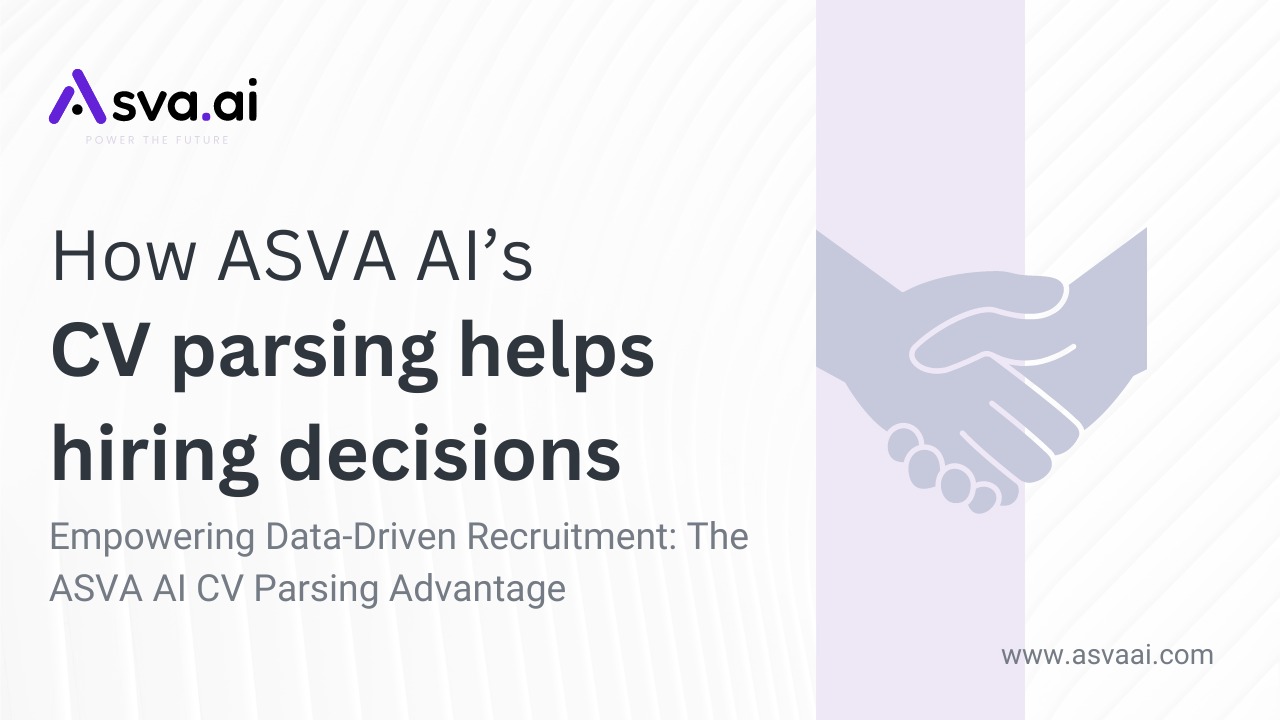 Asva.ai
POWER THE FUTURE
How ASVA AI’s
CV parsing helps
hiring decisions
Empowering Data-Driven Recruitment: The
ASVA AI CV Parsing Advantage
www.asvaai.com